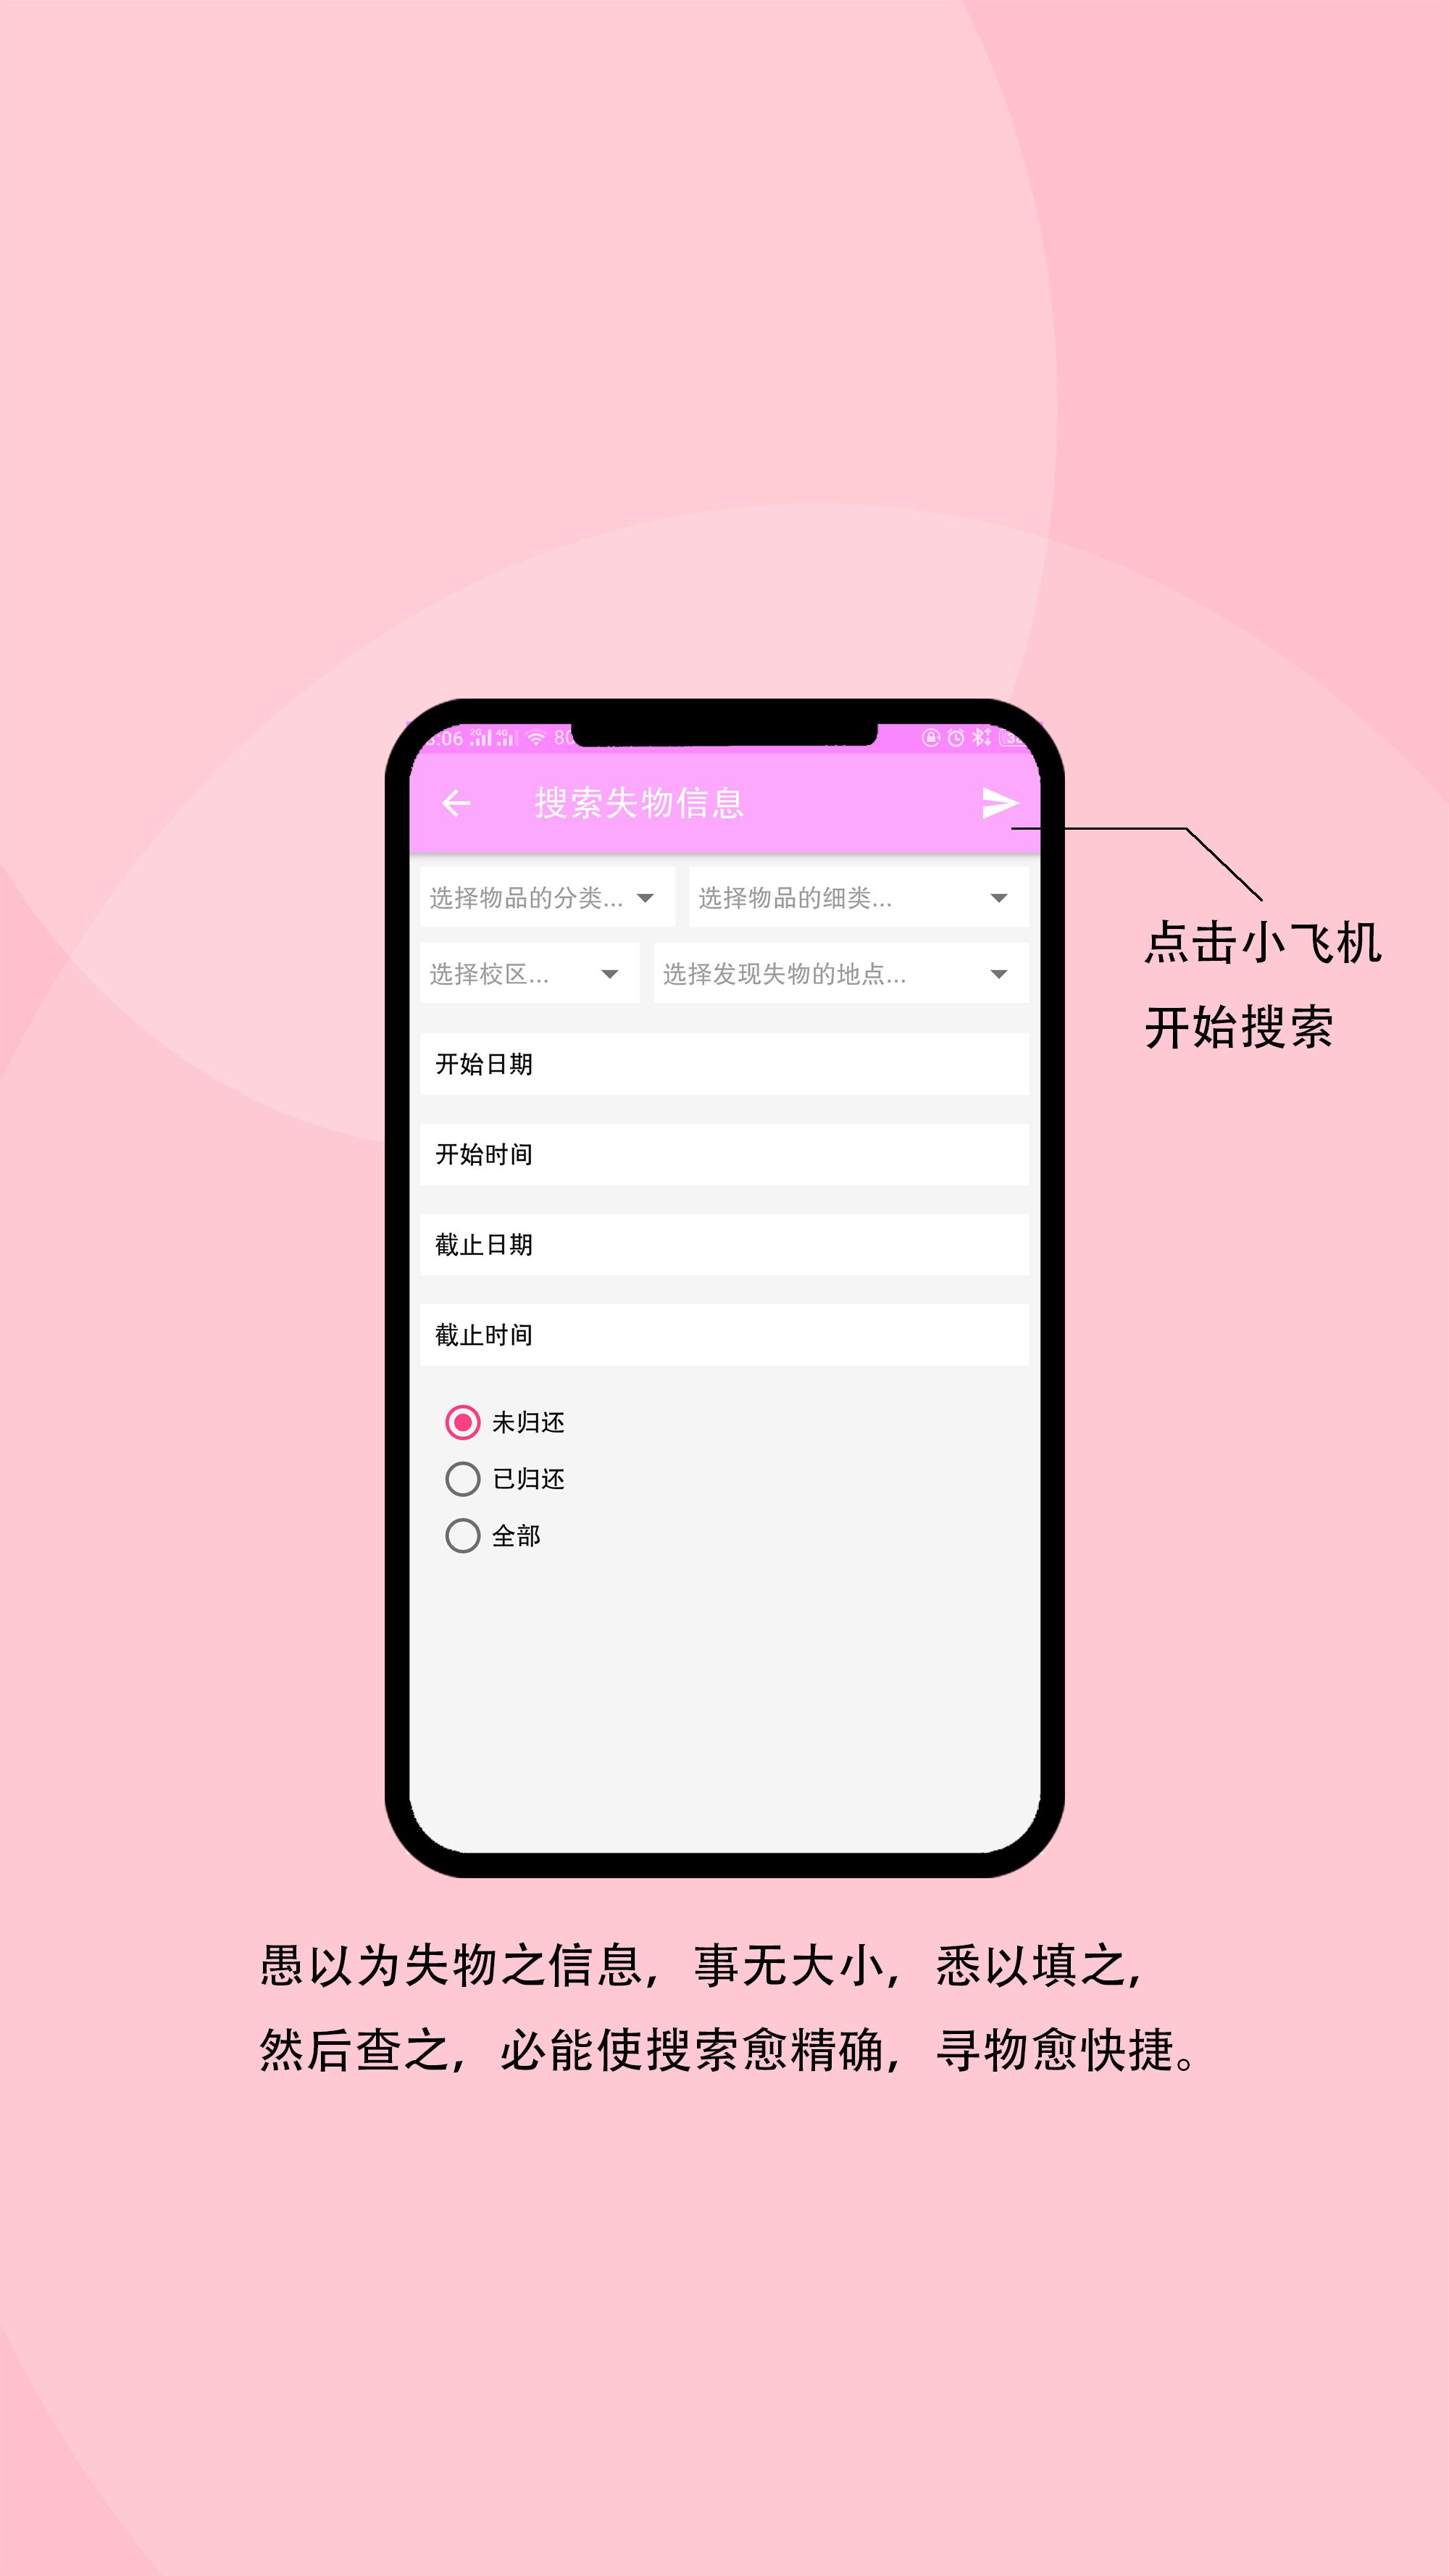 2G 4G
搜索失物信息
选择物品的分类...
选择物品的细类...
选择校区...
选择发现失物的地点...
点击小飞机
开始搜索
开始日期
开始时间
截止日期
截止时间
未归还
已归还
全部
愚以为失物之信息，事无大小，悉以填之，
然后查之，必能使搜索愈精确，寻物愈快捷。